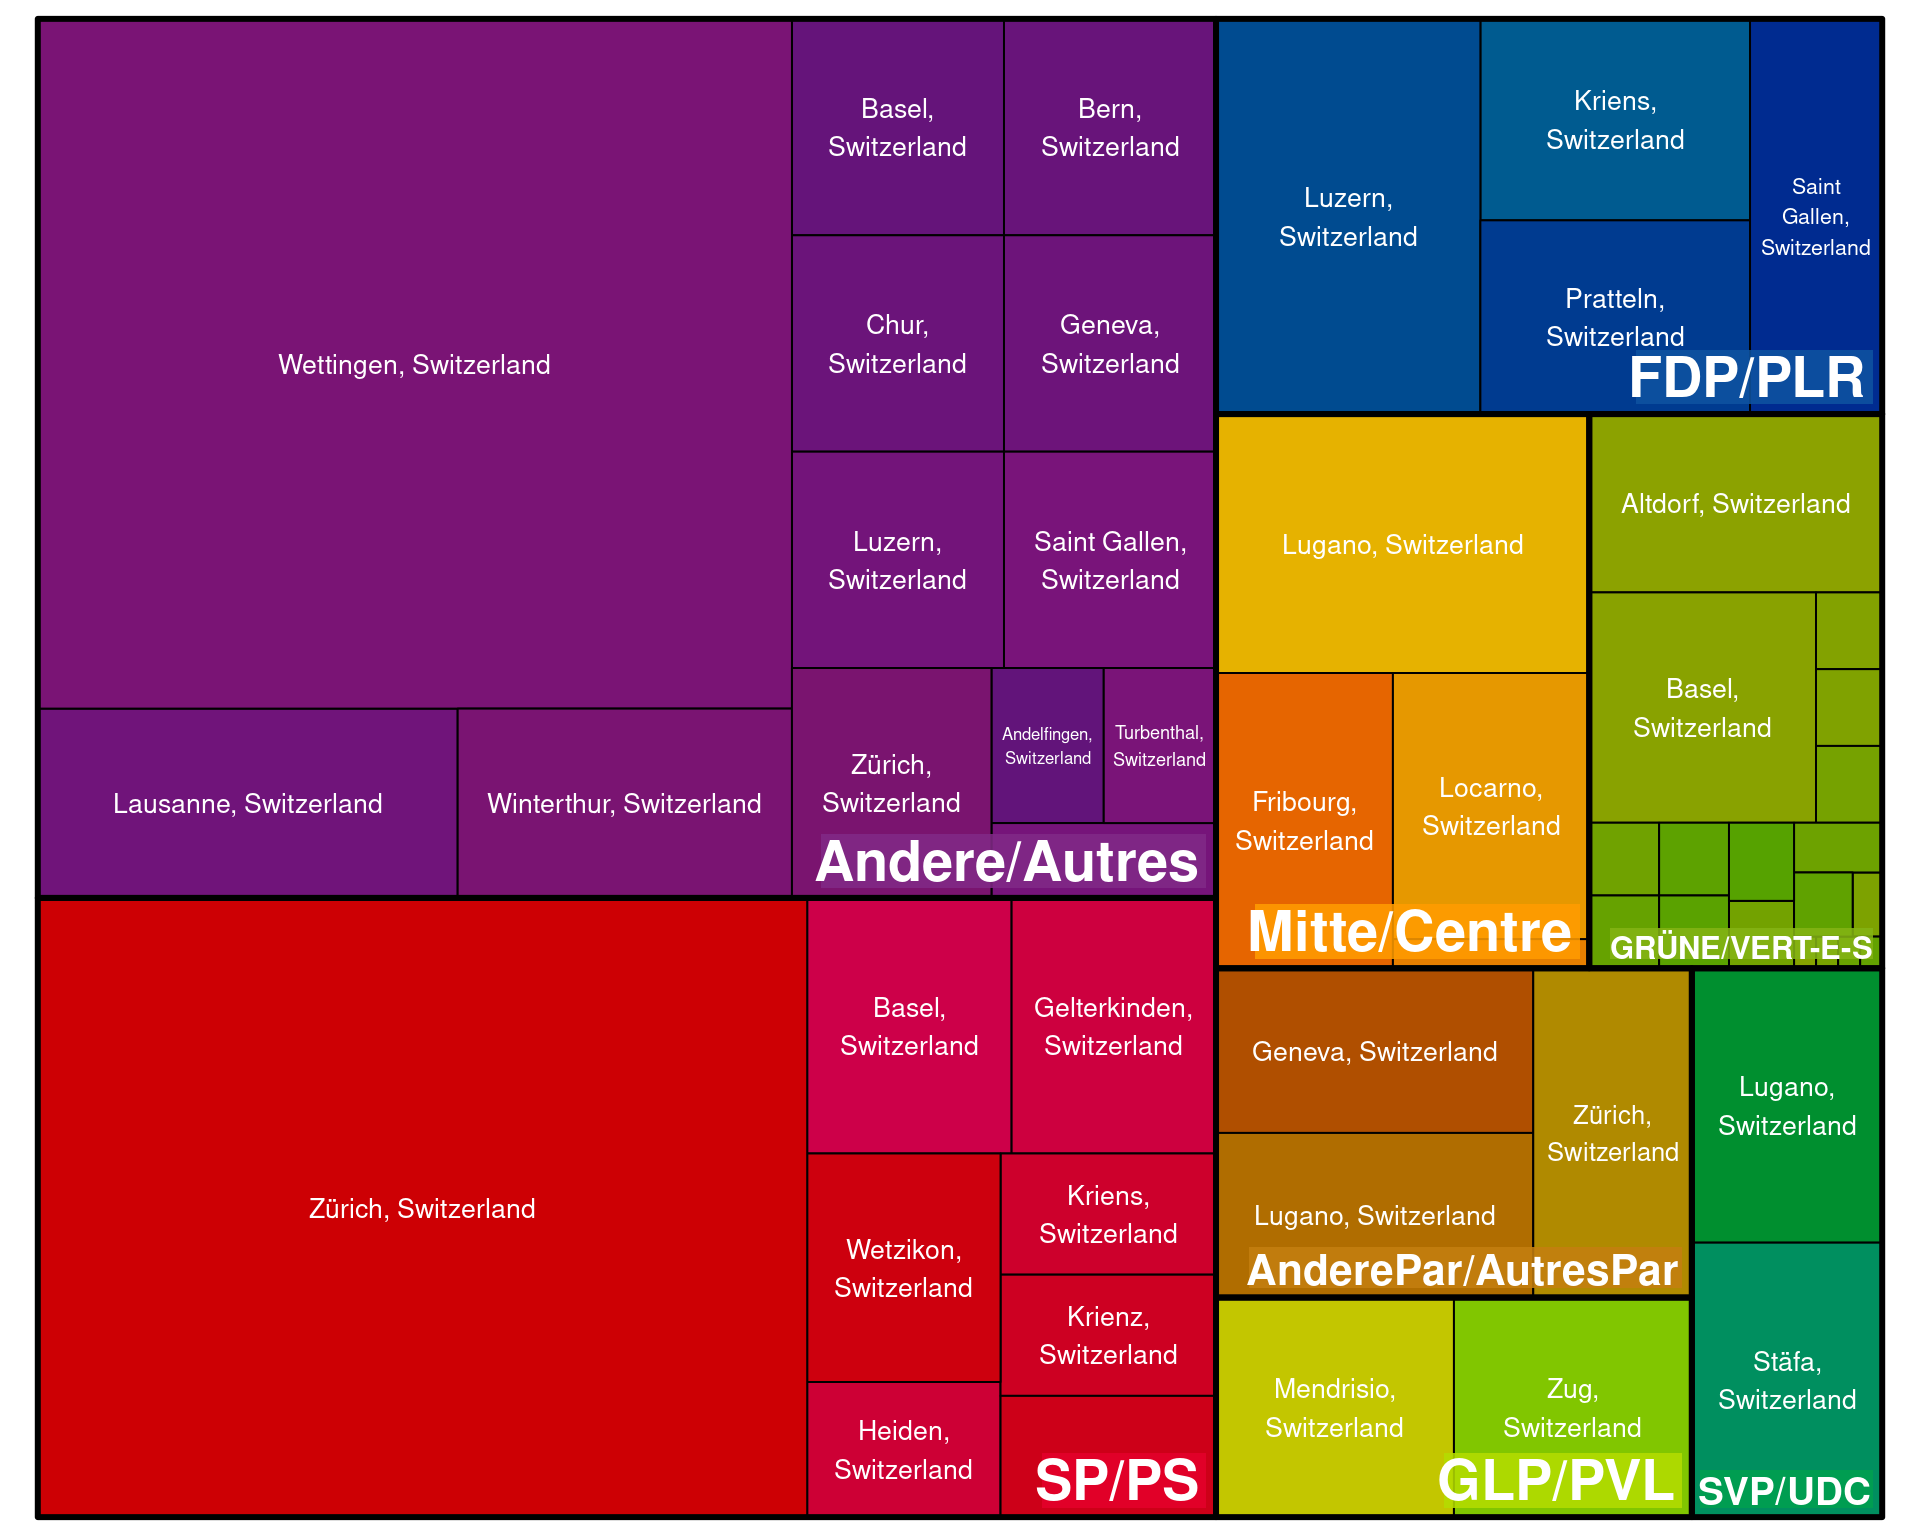 Wettingen, Switzerland
Basel,
Switzerland
Bern,
Switzerland
Chur,
Switzerland
Geneva,
Switzerland
Luzern,
Switzerland
Saint Gallen,
Switzerland
Lausanne, Switzerland
Winterthur, Switzerland
Zürich,
Switzerland
Andelfingen,
Switzerland
Turbenthal,
Switzerland
Andere/Autres
Luzern,
Switzerland
Kriens,
Switzerland
Pratteln,
Switzerland
Saint
Gallen,
Switzerland
FDP/PLR
Lugano, Switzerland
Fribourg,
Switzerland
Locarno,
Switzerland
Mitte/Centre
Altdorf, Switzerland
Basel,
Switzerland
GRÜNE/VERT-E-S
Zürich, Switzerland
Basel,
Switzerland
Gelterkinden,
Switzerland
Wetzikon,
Switzerland
Kriens,
Switzerland
Krienz,
Switzerland
Heiden,
Switzerland
SP/PS
Geneva, Switzerland
Lugano, Switzerland
Zürich,
Switzerland
AnderePar/AutresPar
Mendrisio,
Switzerland
Zug,
Switzerland
GLP/PVL
Lugano,
Switzerland
Stäfa,
Switzerland
SVP/UDC